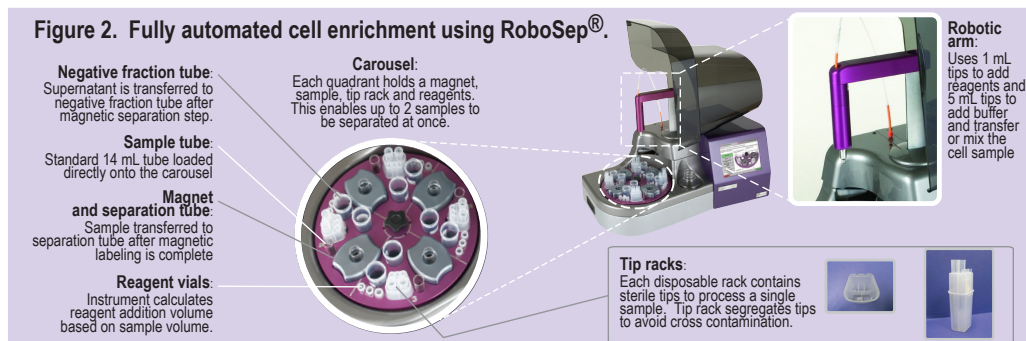 Figure 2. Fully automated cell enrichment using RoboSep®.
Negative fraction tube:
Supernatant is transferred to
negative fraction tube after
magnetic separation step.
Sample tube:
Standard 14 mL tube loaded
directly onto the carousel
Magnet
and separation tube:
Sample transferred to
separation tube after magnetic
labeling is complete
Reagent vials:
Instrument calculates
reagent addition volume
based on sample volume.
Carousel:
Each quadrant holds a magnet,
sample, tip rack and reagents.
This enables up to 2 samples to
be separated at once.
Robotic
arm:
Uses 1 mL
tips to add
reagents and
5 mL tips to
add buffer
and transfer
or mix the
cell sample
Tip racks:
Each disposable rack contains
sterile tips to process a single
sample. Tip rack segregates tips
to avoid cross contamination.